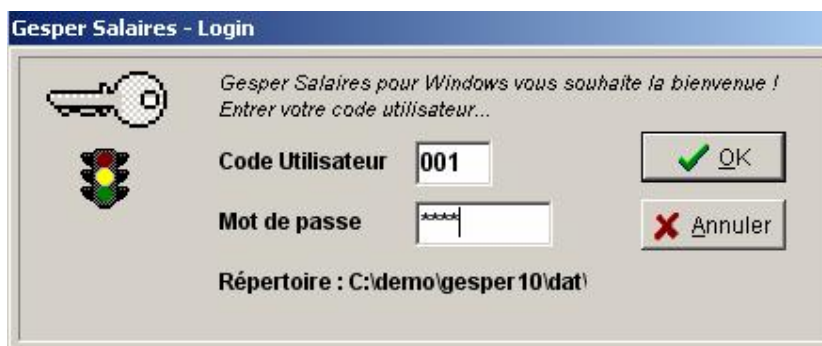 Gesper Salaires - Login
Gesper Salaires pour Windows vous souhaite la bienvenue !
Entrer votre code utilisateur...
Code Utilisateur 001 OK
Mot de passe **** Annuler
Répertoire : C:\demo\gesper10\dat\